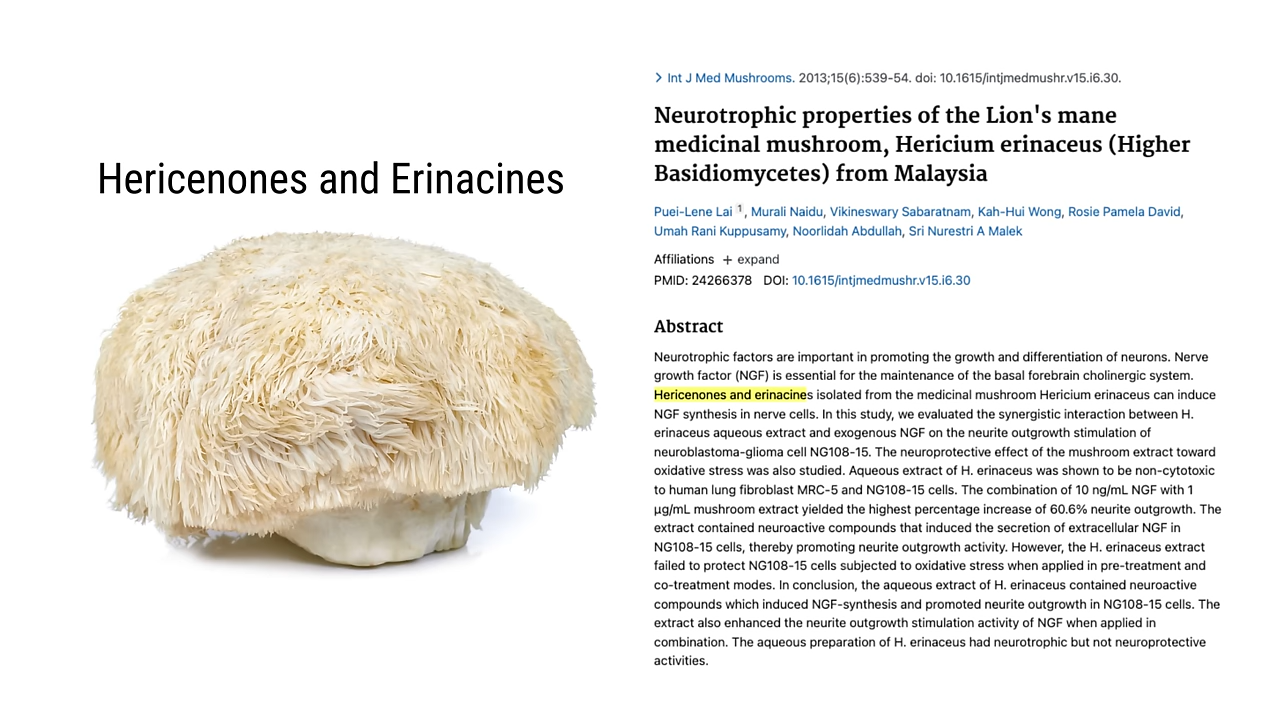 Hericenones and Erinacines
> Int J Med Mushrooms. 2013;15(6):539-54. doi: 10.1615/intjmedmushr.v15.i6.30.
Neurotrophic properties of the Lion's mane
medicinal mushroom, Hericium erinaceus (Higher
Basidiomycetes) from Malaysia
Puei-Lene Lai 1, Murali Naidu, Vikineswary Sabaratnam, Kah-Hui Wong, Rosie Pamela David,
Umah Rani Kuppusamy, Noorlidah Abdullah, Sri Nurestri A Malek
Affiliations + expand
PMID: 24266378 DOI: 10.1615/intjmedmushr.v15.i6.30
Abstract
Neurotrophic factors are important in promoting the growth and differentiation of neurons. Nerve
growth factor (NGF) is essential for the maintenance of the basal forebrain cholinergic system.
Hericenones and erinacines isolated from the medicinal mushroom Hericium erinaceus can induce
NGF synthesis in nerve cells. In this study, we evaluated the synergistic interaction between H.
erinaceus aqueous extract and exogenous NGF on the neurite outgrowth stimulation of
neuroblastoma-glioma cell NG108-15. The neuroprotective effect of the mushroom extract toward
oxidative stress was also studied. Aqueous extract of H. erinaceus was shown to be non-cytotoxic
to human lung fibroblast MRC-5 and NG108-15 cells. The combination of 10 ng/mL NGF with 1
μg/mL mushroom extract yielded the highest percentage increase of 60.6% neurite outgrowth. The
extract contained neuroactive compounds that induced the secretion of extracellular NGF in
NG108-15 cells, thereby promoting neurite outgrowth activity. However, the H. erinaceus extract
failed to protect NG108-15 cells subjected to oxidative stress when applied in pre-treatment and
co-treatment modes. In conclusion, the aqueous extract of H. erinaceus contained neuroactive
compounds which induced NGF-synthesis and promoted neurite outgrowth in NG108-15 cells. The
extract also enhanced the neurite outgrowth stimulation activity of NGF when applied in
combination. The aqueous preparation of H. erinaceus had neurotrophic but not neuroprotective
activities.